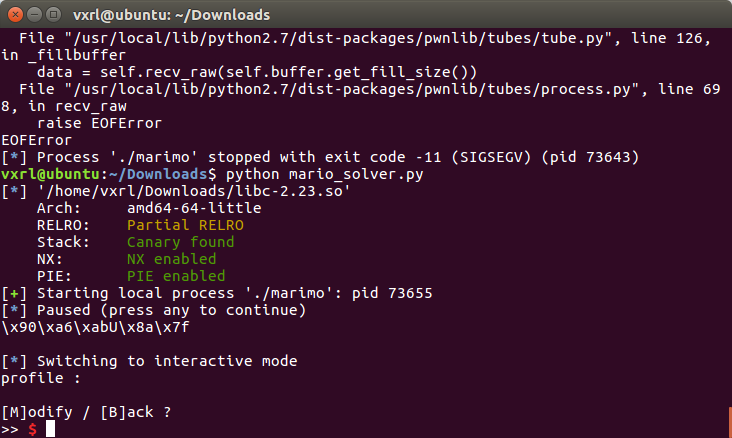 vxrl@ubuntu: ~/Downloads
File "/usr/local/lib/python2.7/dist-packages/pwnlib/tubes/tube.py", line 126,
in _fillbuffer
data = self.recv_raw(self.buffer.get_fill_size())
File "/usr/local/lib/python2.7/dist-packages/pwnlib/tubes/process.py", line 69
8, in recv_raw
raise EOFError
EOFError
[*] Process './marimo' stopped with exit code -11 (SIGSEGV) (pid 73643)
vxrl@ubuntu:~/Downloads$ python mario_solver.py
[*] '/home/vxrl/Downloads/libc-2.23.so'
Arch:     amd64-64-little
RELRO:    Partial RELRO
Stack:    Canary found
NX:       NX enabled
PIE:      PIE enabled
[+] Starting local process './marimo': pid 73655
[*] Paused (press any to continue)
\x90\xa6\xabU\x8a\x7f
[*] Switching to interactive mode
profile :
[M]odify / [B]ack ?
>> $